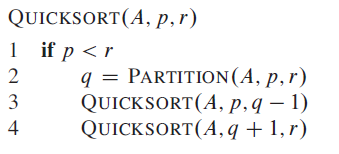 QUICKSORT(A, p, r)
1 if p < r
2 q = PARTITION(A, p, r)
3 QUICKSORT(A, p, q − 1)
4 QUICKSORT(A, q + 1, r)